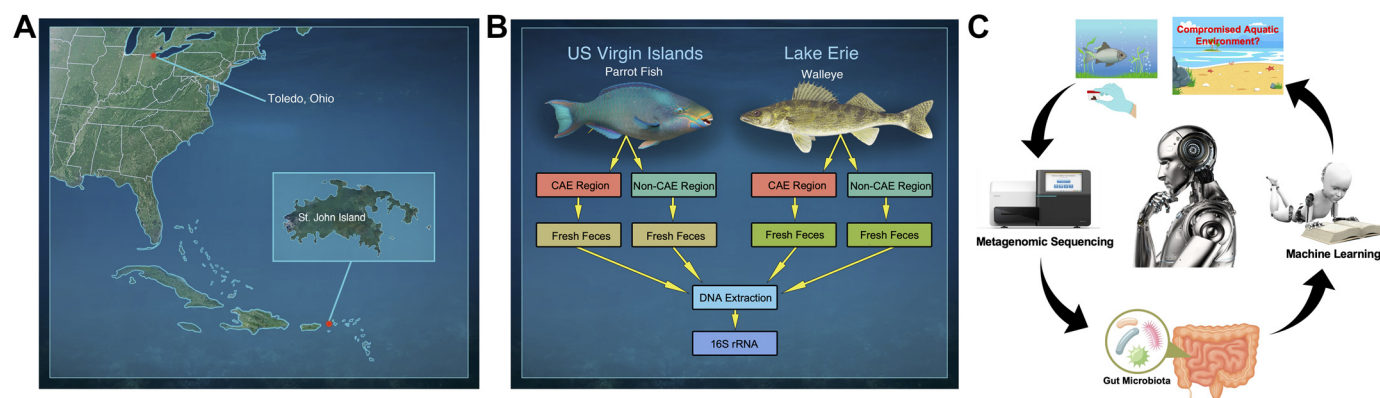 A
Toledo, Ohio
St. John Island
B
US Virgin Islands
Parrot Fish
Lake Erie
Walleye
CAE Region
Non-CAE Region
CAE Region
Non-CAE Region
Fresh Feces
Fresh Feces
Fresh Feces
Fresh Feces
DNA Extraction
16S rRNA
C
Compromised Aquatic
Environment?
Metagenomic Sequencing
Machine Learning
Gut Microbiota